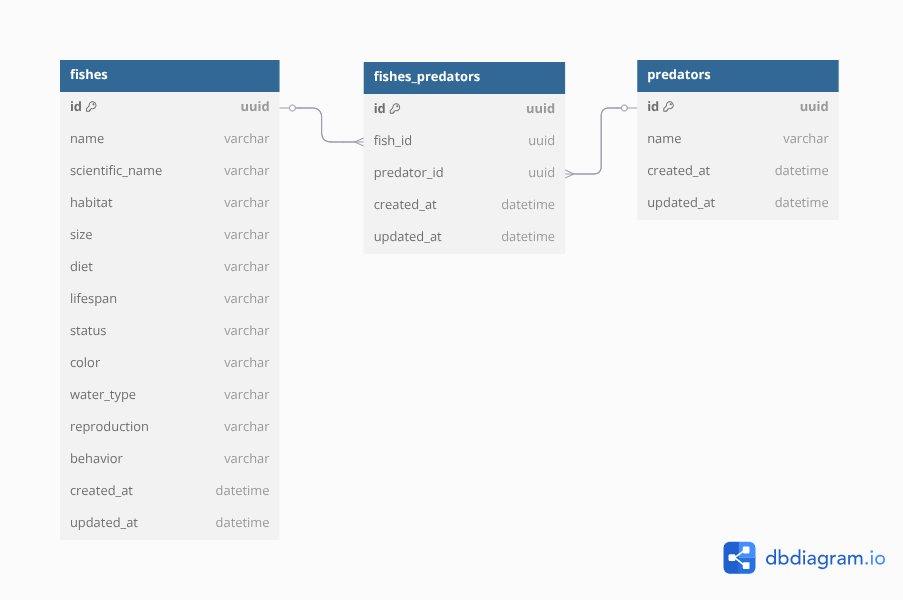 fishes
id uuid
name varchar
scientific_name varchar
habitat varchar
size varchar
diet varchar
lifespan varchar
status varchar
color varchar
water_type varchar
reproduction varchar
behavior varchar
created_at datetime
updated_at datetime
fishes_predators
id uuid
fish_id uuid
predator_id uuid
created_at datetime
updated_at datetime
predators
id uuid
name varchar
created_at datetime
updated_at datetime
dbdiagram.io